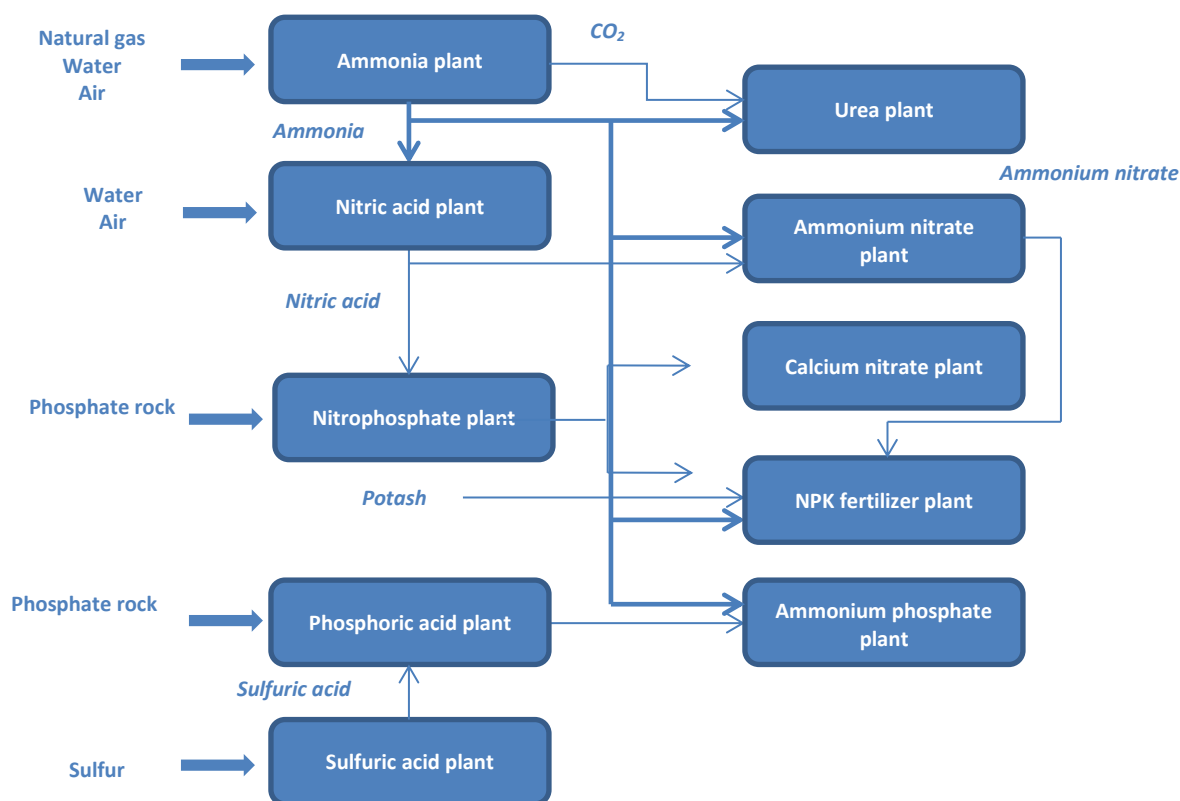 CO₂
Natural gas
Water
Air
Ammonia plant
Urea plant
Ammonia
Ammonium nitrate
Water
Air
Nitric acid plant
Ammonium nitrate
plant
Nitric acid
Calcium nitrate plant
Phosphate rock
Nitrophosphate plant
Potash
NPK fertilizer plant
Phosphate rock
Phosphoric acid plant
Ammonium phosphate
plant
Sulfuric acid
Sulfur
Sulfuric acid plant